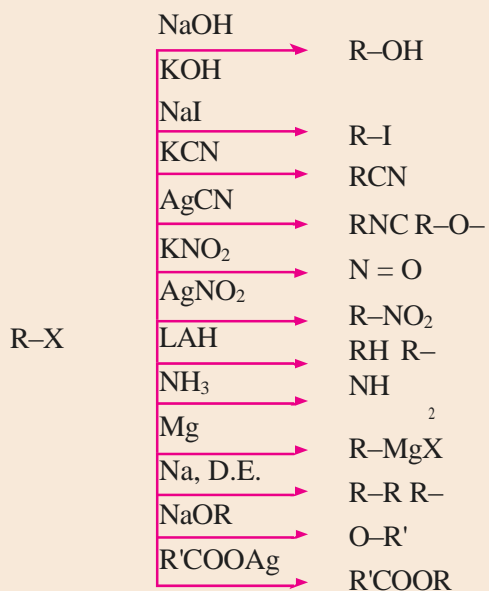 NaOH
R–OH
KOH
NaI
R–I
KCN
RCN
AgCN
RNC R–O–
KNO₂
N = O
AgNO₂
R–NO₂
R–X
LAH
RH R–
NH₃
NH
2
Mg
R–MgX
Na, D.E.
R–R R–
NaOR
O–R'
R'COOAg
R'COOR